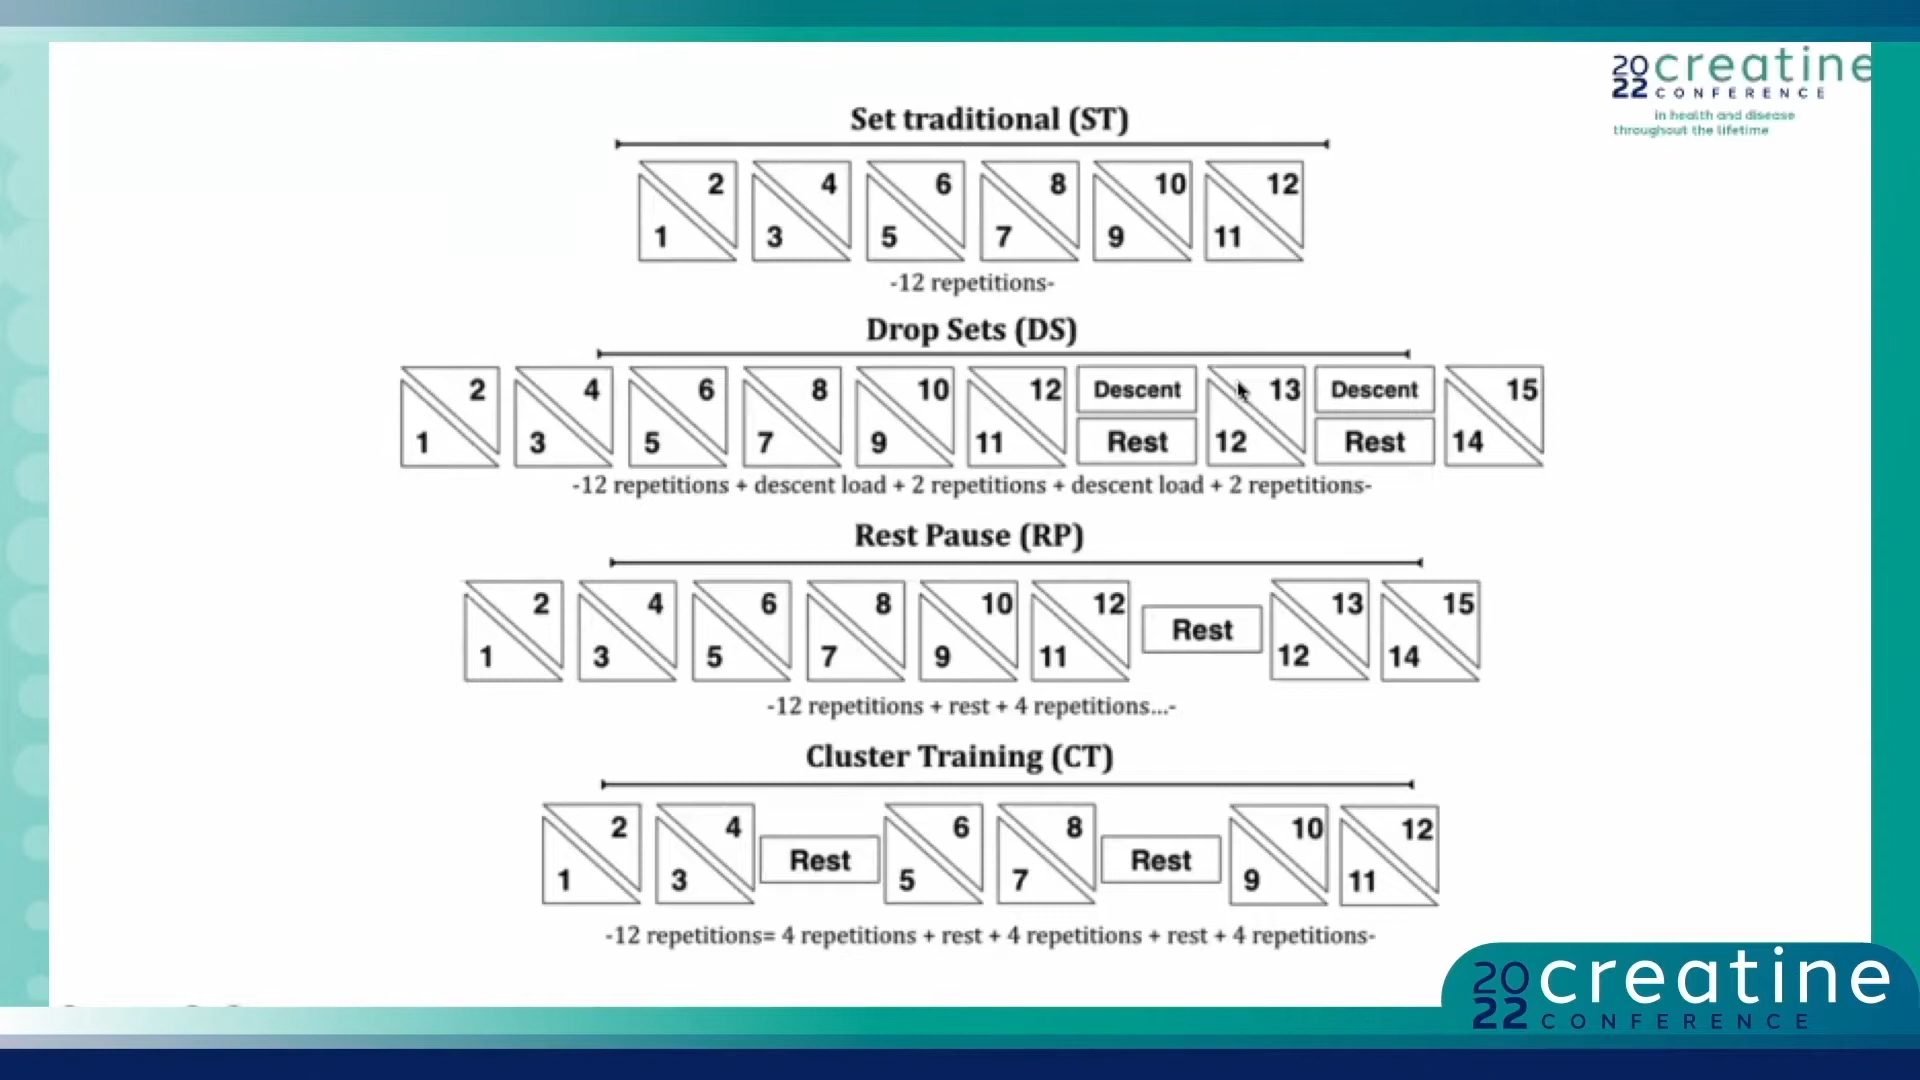 2022 creatine
CONFERENCE
in health and disease
throughout the lifetime
Set traditional (ST)
2 4 6 8 10 12
1 3 5 7 9 11
-12 repetitions-
Drop Sets (DS)
2 4 6 8 10 12 Descent 13 Descent 15
1 3 5 7 9 11 Rest 12 Rest 14
-12 repetitions + descent load + 2 repetitions + descent load + 2 repetitions-
Rest Pause (RP)
2 4 6 8 10 12 13 15
Rest
1 3 5 7 9 11 12 14
-12 repetitions + rest + 4 repetitions...-
Cluster Training (CT)
2 4 6 8 10 12
Rest Rest
1 3 5 7 9 11
-12 repetitions= 4 repetitions + rest + 4 repetitions + rest + 4 repetitions-
2022 creatine
CONFERENCE